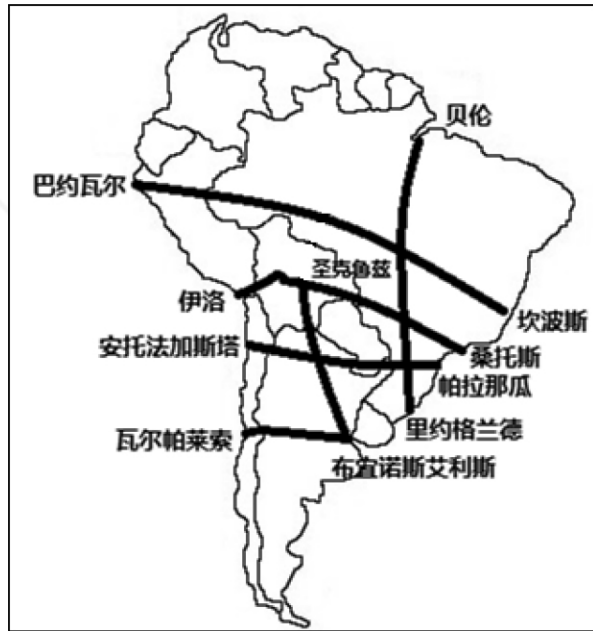 贝伦
巴约瓦尔
圣克鲁兹
伊洛
坎波斯
安托法加斯塔
桑托斯
帕拉那瓜
瓦尔帕莱索
里约格兰德
布宜诺斯艾利斯